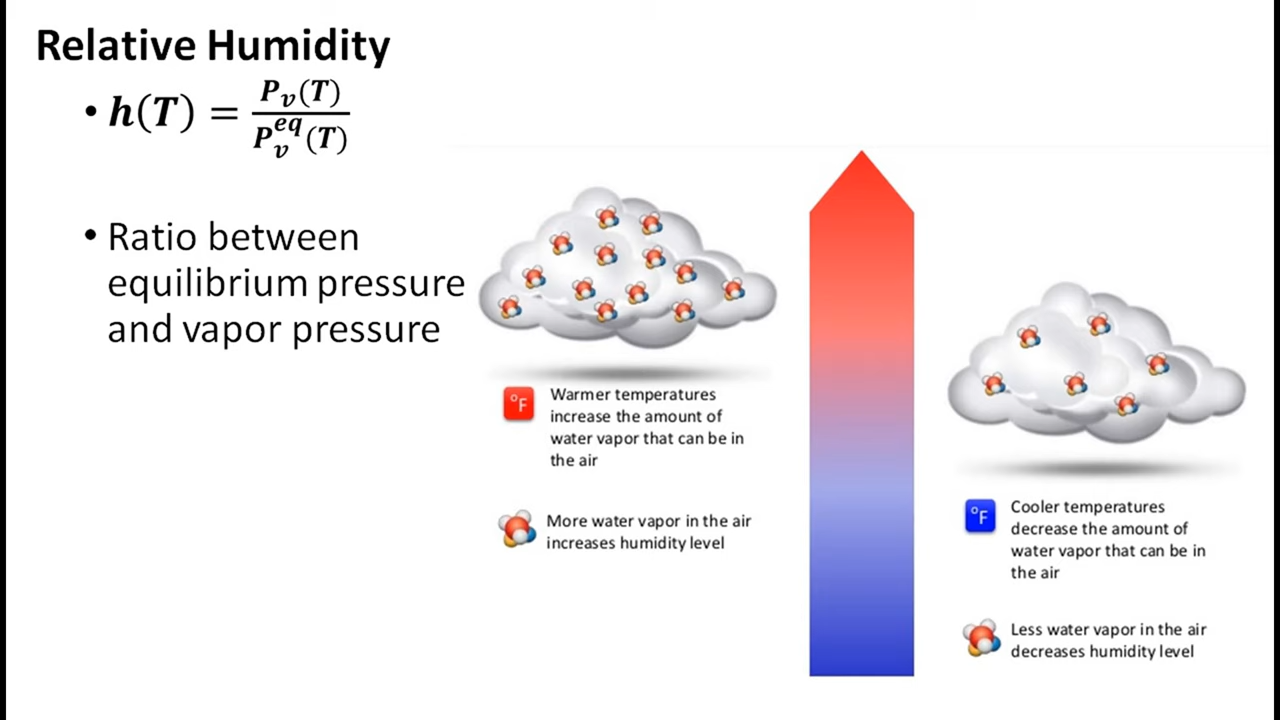 Relative Humidity
• h(T) = P_v(T) / P_v^eq(T)
• Ratio between
equilibrium pressure
and vapor pressure
°F
Warmer temperatures
increase the amount of
water vapor that can be in
the air
More water vapor in the air
increases humidity level
°F
Cooler temperatures
decrease the amount of
water vapor that can be in
the air
Less water vapor in the air
decreases humidity level